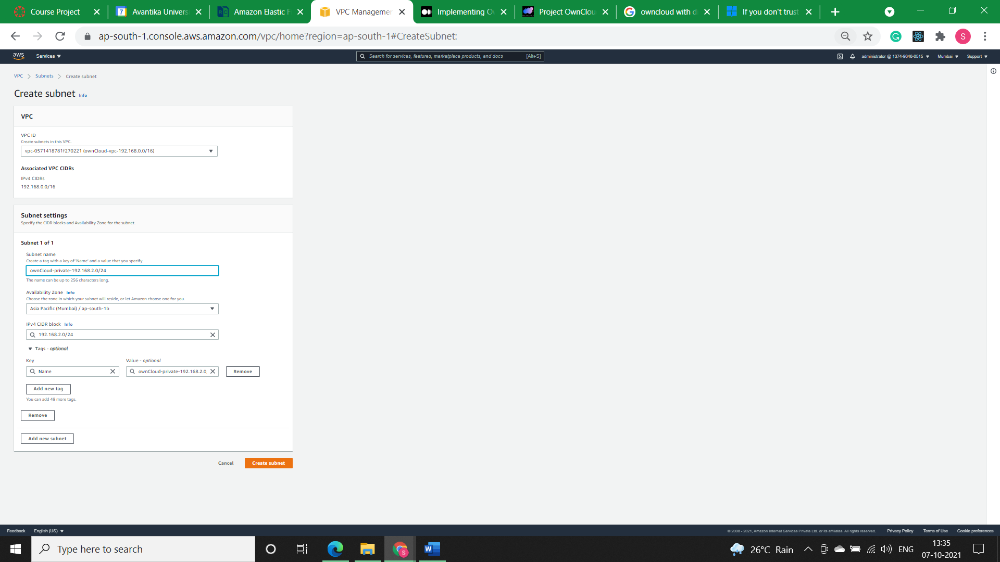 Course Project
Avantika Univers
Amazon Elastic F
VPC Managemen
Implementing Ow
Project OwnClou
owncloud with d
If you don't trust
ap-south-1.console.aws.amazon.com/vpc/home?region=ap-south-1#CreateSubnet:
aws
Services
Search for services, features, marketplace products, and docs [Alt+S]
administrator @ 1374-9646-0515
Mumbai
Support
VPC
Subnets
Create subnet
Create subnet Info
VPC
VPC ID
Create subnets in this VPC.
vpc-0571418781f270221 (ownCloud-vpc-192.168.0.0/16)
Associated VPC CIDRs
IPv4 CIDRs
192.168.0.0/16
Subnet settings
Specify the CIDR blocks and Availability Zone for the subnet.
Subnet 1 of 1
Subnet name
Create a tag with a key of 'Name' and a value that you specify.
ownCloud-private-192.168.2.0/24
The name can be up to 256 characters long.
Availability Zone Info
Choose the zone in which your subnet will reside, or let Amazon choose one for you.
Asia Pacific (Mumbai) / ap-south-1b
IPv4 CIDR block Info
192.168.2.0/24
Tags - optional
Key
Value - optional
Name
ownCloud-private-192.168.2.0
Remove
Add new tag
You can add 49 more tags.
Remove
Add new subnet
Cancel
Create subnet
Feedback
English (US)
© 2008 - 2021, Amazon Internet Services Private Ltd. or its affiliates. All rights reserved.
Privacy Policy
Terms of Use
Cookie preferences
Type here to search
26°C Rain
ENG
13:35
07-10-2021